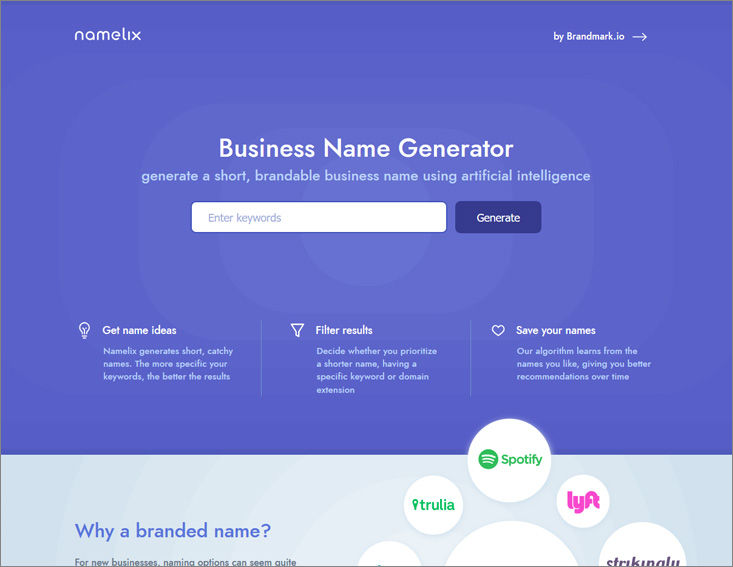 namelix
by Brandmark.io
Business Name Generator
generate a short, brandable business name using artificial intelligence
Enter keywords
Generate
Get name ideas
Namelix generates short, catchy
names. The more specific your
keywords, the better the results
Filter results
Decide whether you prioritize
a shorter name, having a
specific keyword or domain
extension
Save your names
Our algorithm learns from the
names you like, giving you better
recommendations over time
Spotify
trulia
lyft
strikingly
Why a branded name?
For new businesses, naming options can seem quite